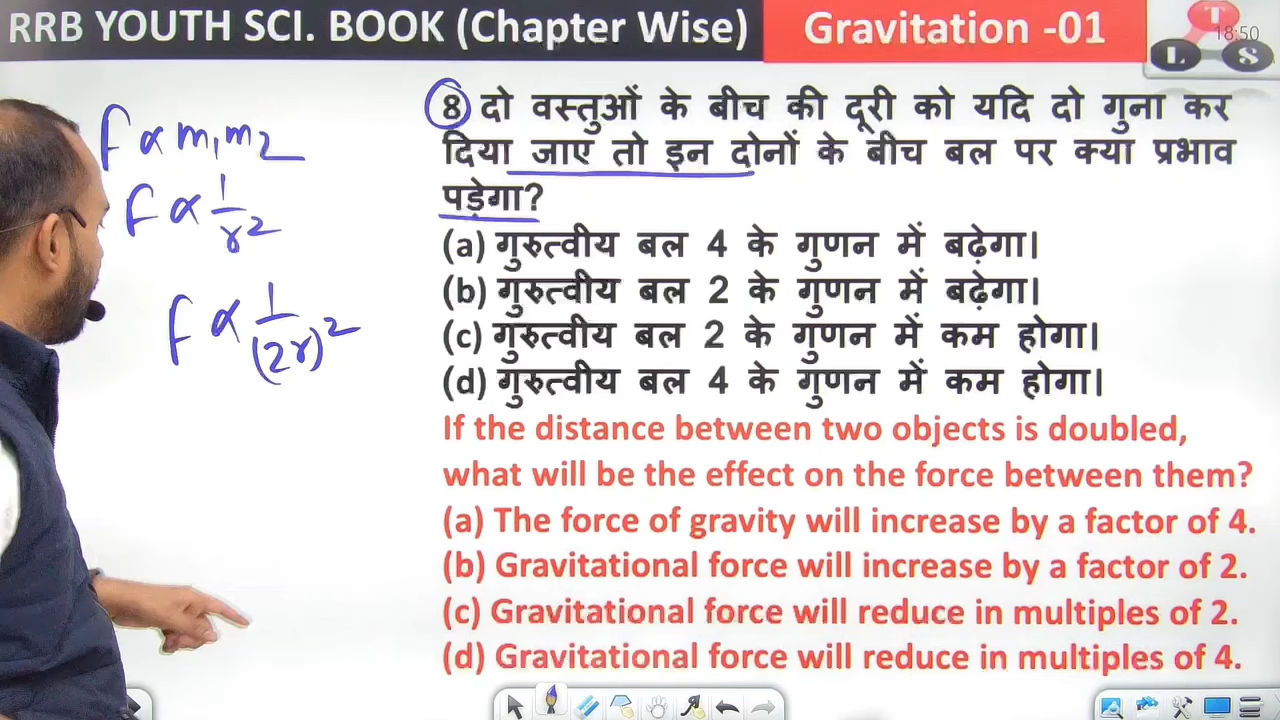 RRB YOUTH SCI. BOOK (Chapter Wise)
Gravitation -01
T
L S
18:50
F ∝ m₁m₂
F ∝ 1/r²
F ∝ 1/(2r)²
8 दो वस्तुओं के बीच की दूरी को यदि दो गुना कर
दिया जाए तो इन दोनों के बीच बल पर क्या प्रभाव
पड़ेगा?
(a) गुरुत्वीय बल 4 के गुणन में बढ़ेगा।
(b) गुरुत्वीय बल 2 के गुणन में बढ़ेगा।
(c) गुरुत्वीय बल 2 के गुणन में कम होगा।
(d) गुरुत्वीय बल 4 के गुणन में कम होगा।
If the distance between two objects is doubled,
what will be the effect on the force between them?
(a) The force of gravity will increase by a factor of 4.
(b) Gravitational force will increase by a factor of 2.
(c) Gravitational force will reduce in multiples of 2.
(d) Gravitational force will reduce in multiples of 4.